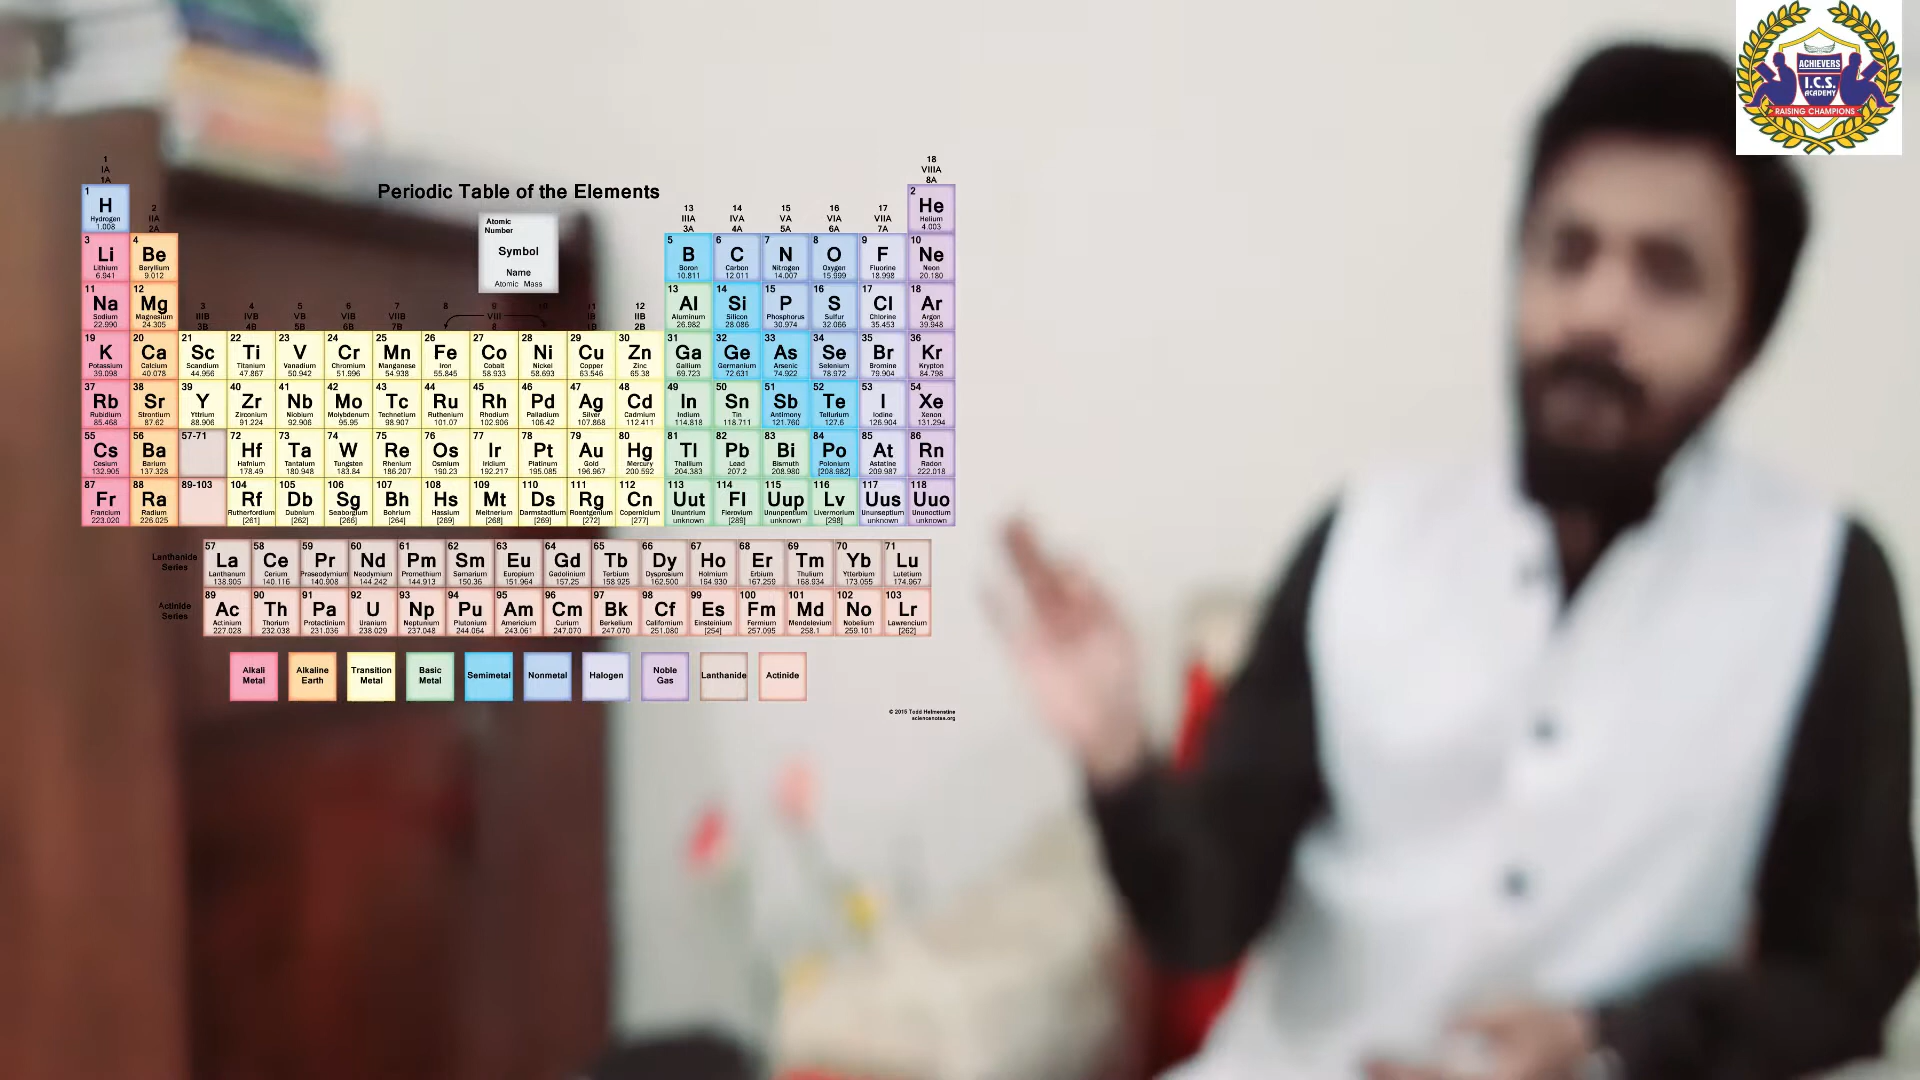 ACHIEVERS
I.C.S.
ACADEMY
RAISING CHAMPIONS
Periodic Table of the Elements
1 18
IA VIIIA
1A 8A
1 2
H He
Hydrogen Helium
1.008 4.003
2 13 14 15 16 17
IIA IIIA IVA VA VIA VIIA
2A 3A 4A 5A 6A 7A
Atomic
Number
Symbol
Name
Atomic Mass
3 4 5 6 7 8 9 10
Li Be B C N O F Ne
Lithium Beryllium Boron Carbon Nitrogen Oxygen Fluorine Neon
6.941 9.012 10.811 12.011 14.007 15.999 18.998 20.180
11 12 13 14 15 16 17 18
Na Mg Al Si P S Cl Ar
Sodium Magnesium Aluminum Silicon Phosphorus Sulfur Chlorine Argon
22.990 24.305 26.982 28.086 30.974 32.066 35.453 39.948
3 4 5 6 7 8 9 10 11 12
IIIB IVB VB VIB VIIB VIII IB IIB
3B 4B 5B 6B 7B 8 1B 2B
19 20 21 22 23 24 25 26 27 28 29 30 31 32 33 34 35 36
K Ca Sc Ti V Cr Mn Fe Co Ni Cu Zn Ga Ge As Se Br Kr
Potassium Calcium Scandium Titanium Vanadium Chromium Manganese Iron Cobalt Nickel Copper Zinc Gallium Germanium Arsenic Selenium Bromine Krypton
39.098 40.078 44.956 47.867 50.942 51.996 54.938 55.845 58.933 58.693 63.546 65.38 69.723 72.631 74.922 78.972 79.904 84.798
37 38 39 40 41 42 43 44 45 46 47 48 49 50 51 52 53 54
Rb Sr Y Zr Nb Mo Tc Ru Rh Pd Ag Cd In Sn Sb Te I Xe
Rubidium Strontium Yttrium Zirconium Niobium Molybdenum Technetium Ruthenium Rhodium Palladium Silver Cadmium Indium Tin Antimony Tellurium Iodine Xenon
85.468 87.62 88.906 91.224 92.906 95.95 98.907 101.07 102.906 106.42 107.868 112.411 114.818 118.711 121.760 127.6 126.904 131.294
55 56 57-71 72 73 74 75 76 77 78 79 80 81 82 83 84 85 86
Cs Ba Hf Ta W Re Os Ir Pt Au Hg Tl Pb Bi Po At Rn
Cesium Barium Hafnium Tantalum Tungsten Rhenium Osmium Iridium Platinum Gold Mercury Thallium Lead Bismuth Polonium Astatine Radon
132.905 137.328 178.49 180.948 183.84 186.207 190.23 192.217 195.085 196.967 200.592 204.383 207.2 208.980 [208.982] 209.987 222.018
87 88 89-103 104 105 106 107 108 109 110 111 112 113 114 115 116 117 118
Fr Ra Rf Db Sg Bh Hs Mt Ds Rg Cn Uut Fl Uup Lv Uus Uuo
Francium Radium Rutherfordium Dubnium Seaborgium Bohrium Hassium Meitnerium Darmstadtium Roentgenium Copernicium Ununtrium Flerovium Ununpentium Livermorium Ununseptium Ununoctium
223.020 226.025 [261] [262] [266] [264] [269] [268] [269] [272] [277] unknown [289] unknown [298] unknown unknown
Lanthanide
Series
57 58 59 60 61 62 63 64 65 66 67 68 69 70 71
La Ce Pr Nd Pm Sm Eu Gd Tb Dy Ho Er Tm Yb Lu
Lanthanum Cerium Praseodymium Neodymium Promethium Samarium Europium Gadolinium Terbium Dysprosium Holmium Erbium Thulium Ytterbium Lutetium
138.905 140.116 140.908 144.242 144.913 150.36 151.964 157.25 158.925 162.500 164.930 167.259 168.934 173.055 174.967
Actinide
Series
89 90 91 92 93 94 95 96 97 98 99 100 101 102 103
Ac Th Pa U Np Pu Am Cm Bk Cf Es Fm Md No Lr
Actinium Thorium Protactinium Uranium Neptunium Plutonium Americium Curium Berkelium Californium Einsteinium Fermium Mendelevium Nobelium Lawrencium
227.028 232.038 231.036 238.029 237.048 244.064 243.061 247.070 247.070 251.080 [254] 257.095 258.1 259.101 [262]
Alkali Metal
Alkaline Earth
Transition Metal
Basic Metal
Semimetal
Nonmetal
Halogen
Noble Gas
Lanthanide
Actinide
© 2015 Todd Helmenstine
sciencenotes.org